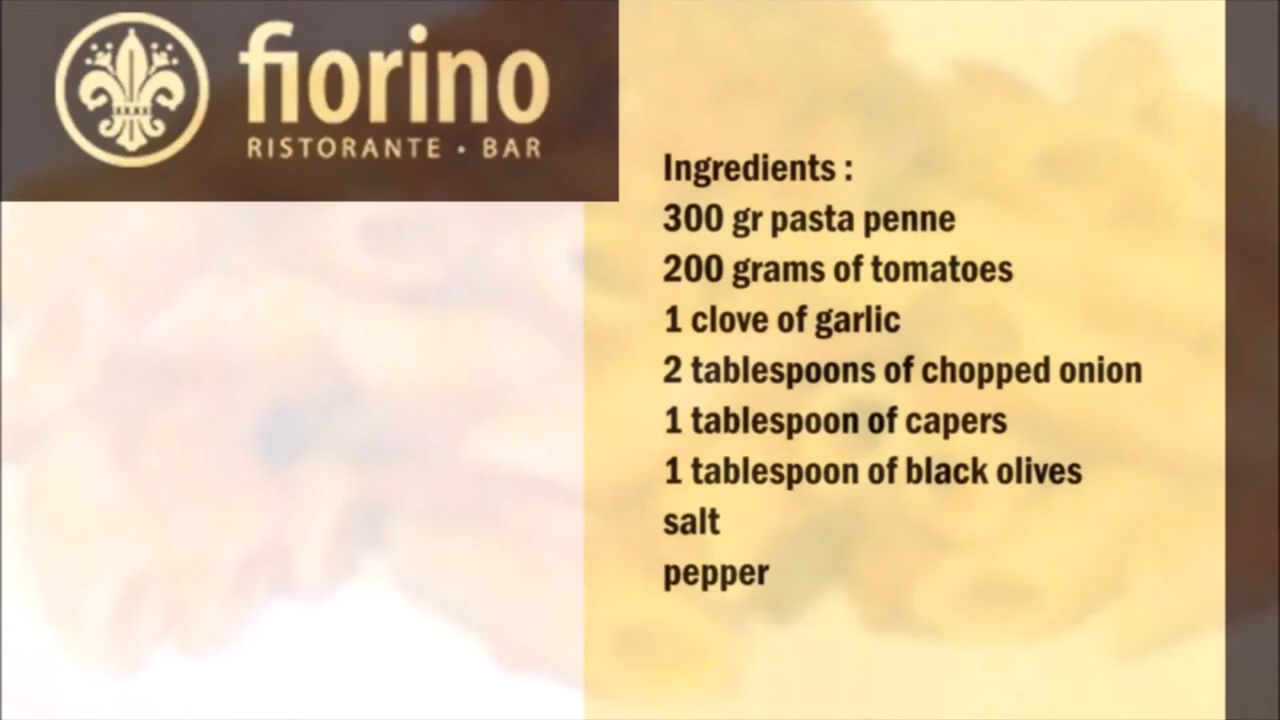 fiorino
RISTORANTE • BAR
Ingredients :
300 gr pasta penne
200 grams of tomatoes
1 clove of garlic
2 tablespoons of chopped onion
1 tablespoon of capers
1 tablespoon of black olives
salt
pepper